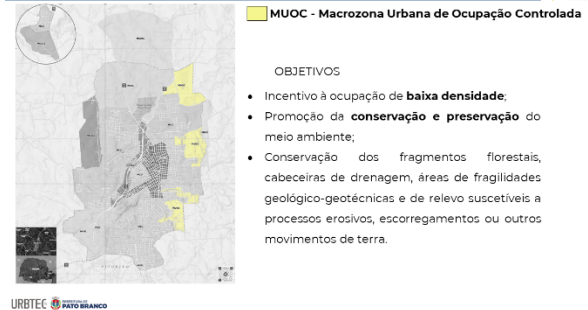 MUOC - Macrozona Urbana de Ocupação Controlada
OBJETIVOS
• Incentivo à ocupação de baixa densidade;
• Promoção da conservação e preservação do
meio ambiente;
• Conservação dos fragmentos florestais,
cabeceiras de drenagem, áreas de fragilidades
geológico-geotécnicas e de relevo suscetíveis a
processos erosivos, escorregamentos ou outros
movimentos de terra.
URBTEC
PREFEITURA DE
PATO BRANCO